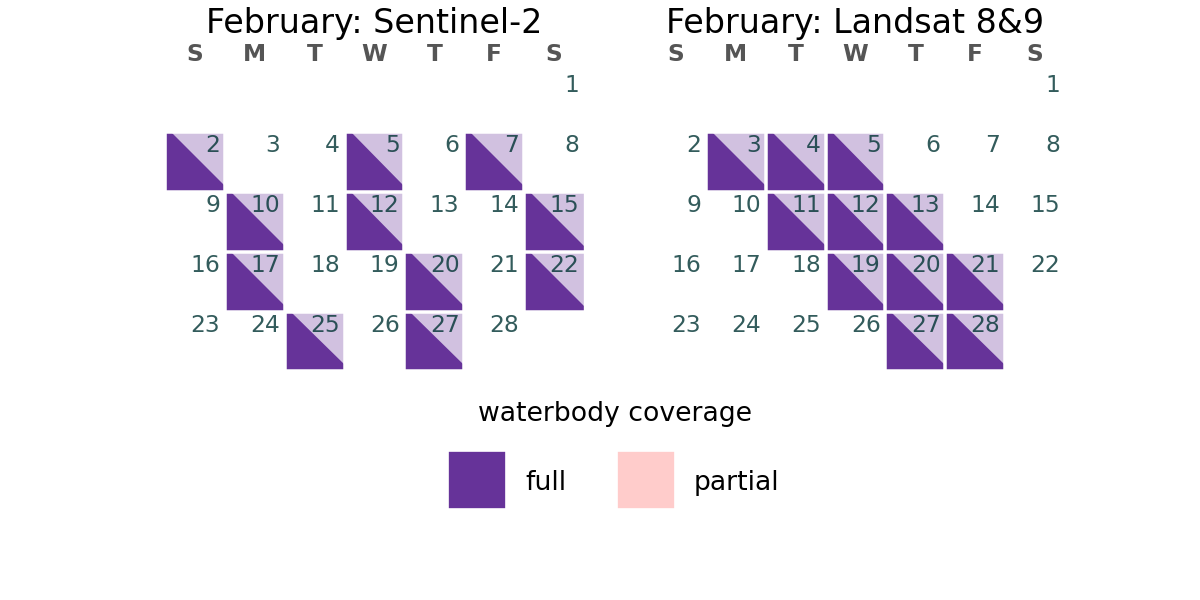 February: Sentinel-2
S M T W T F S
1
2 3 4 5 6 7 8
9 10 11 12 13 14 15
16 17 18 19 20 21 22
23 24 25 26 27 28
February: Landsat 8&9
S M T W T F S
1
2 3 4 5 6 7 8
9 10 11 12 13 14 15
16 17 18 19 20 21 22
23 24 25 26 27 28
waterbody coverage
full partial